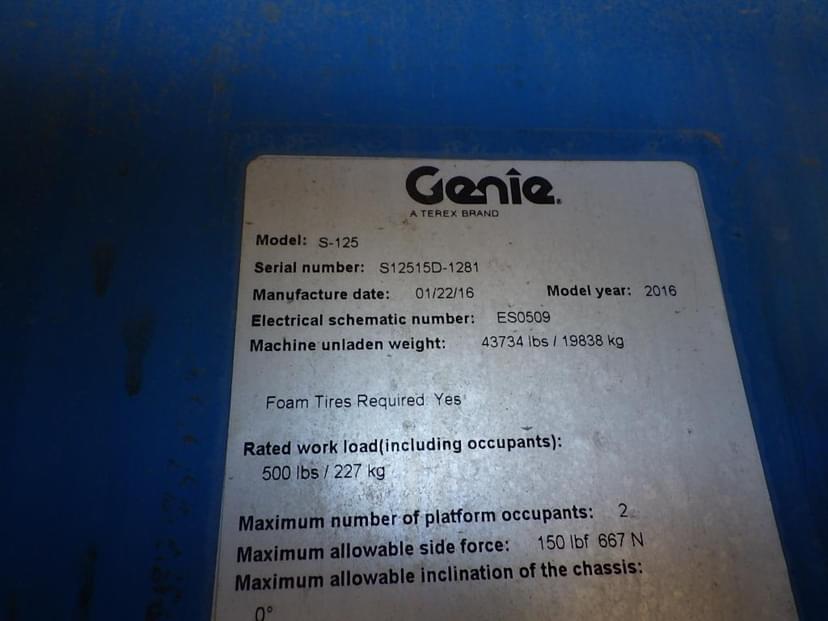 Genie
A TEREX BRAND
Model: S-125
Serial number: S12515D-1281
Manufacture date: 01/22/16 Model year: 2016
Electrical schematic number: ES0509
Machine unladen weight: 43734 lbs / 19838 kg
Foam Tires Required Yes
Rated work load(including occupants):
500 lbs / 227 kg
Maximum number of platform occupants: 2
Maximum allowable side force: 150 lbf 667 N
Maximum allowable inclination of the chassis:
0°